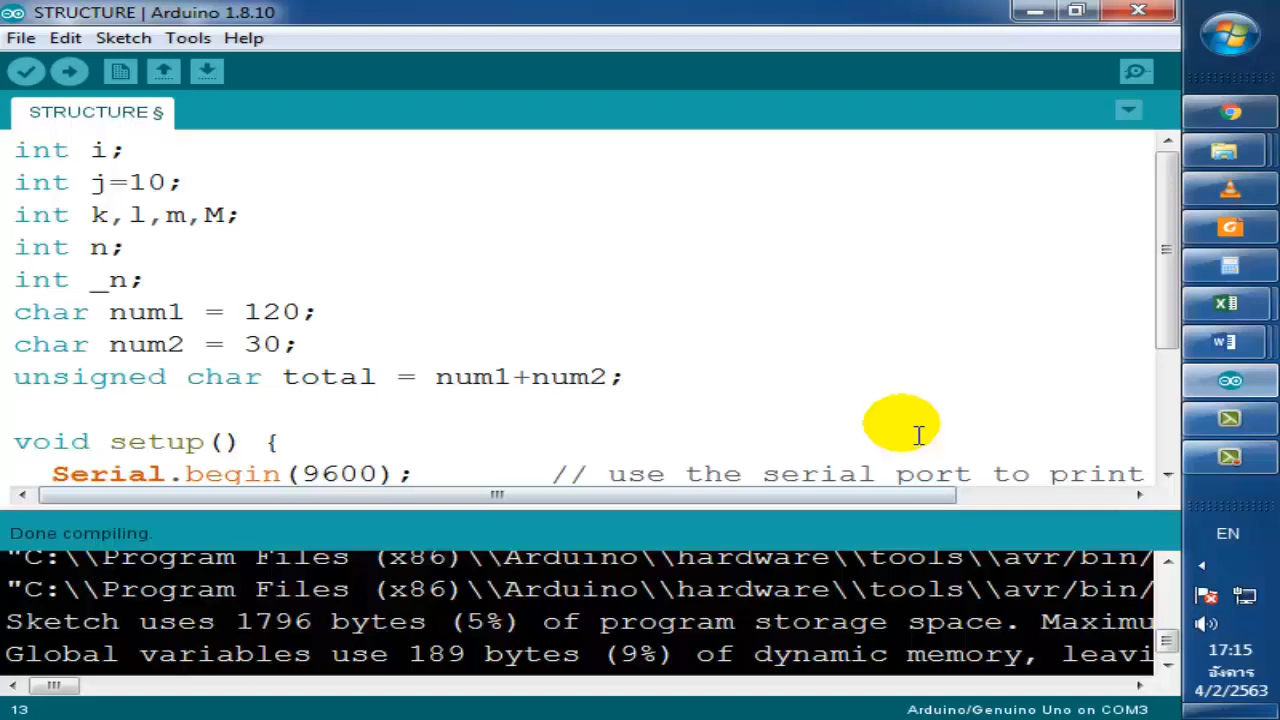 STRUCTURE | Arduino 1.8.10
File Edit Sketch Tools Help
STRUCTURE §
int i;
int j=10;
int k,l,m,M;
int n;
int _n;
char num1 = 120;
char num2 = 30;
unsigned char total = num1+num2;
void setup() {
Serial.begin(9600); // use the serial port to print
Done compiling.
"C:\\Program Files (x86)\\Arduino\\hardware\\tools\\avr/bin/
"C:\\Program Files (x86)\\Arduino\\hardware\\tools\\avr/bin/
Sketch uses 1796 bytes (5%) of program storage space. Maximu
Global variables use 189 bytes (9%) of dynamic memory, leavi
13
Arduino/Genuino Uno on COM3
EN
17:15
อังคาร
4/2/2563